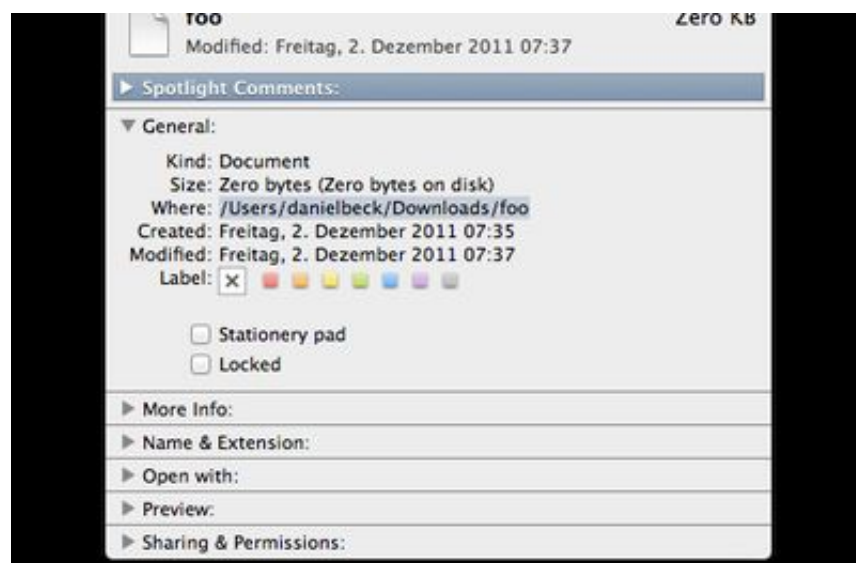 foo Zero KB
Modified: Freitag, 2. Dezember 2011 07:37
Spotlight Comments:
General:
Kind: Document
Size: Zero bytes (Zero bytes on disk)
Where: /Users/danielbeck/Downloads/foo
Created: Freitag, 2. Dezember 2011 07:35
Modified: Freitag, 2. Dezember 2011 07:37
Label:
Stationery pad
Locked
More Info:
Name & Extension:
Open with:
Preview:
Sharing & Permissions: